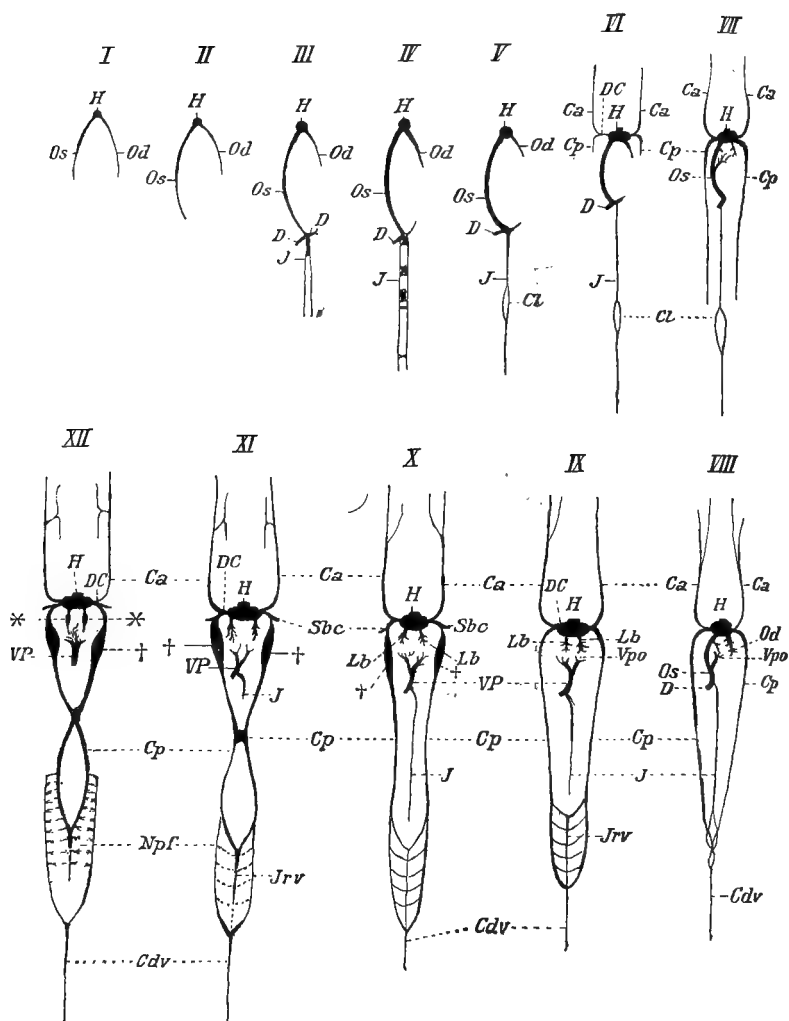 I II III IV V VI VII
H H H H H DC H Ca Ca H Ca Ca
Os Od Os Od Os Od Os Od Os Od Cp Cp Os Cp
D D D D D
J J J J
Cl Cl
XII XI X IX VIII
H DC Ca DC H Ca H Ca DC H Ca H Ca
* * Sbc Sbc Lb Lb Od
VP † † VP † Lb Lb † VP Vpo Os Vpo
† J D Cp
Cp Cp Cp Cp
J J
Npf Jrv Jrv
Cdv Cdv Cdv